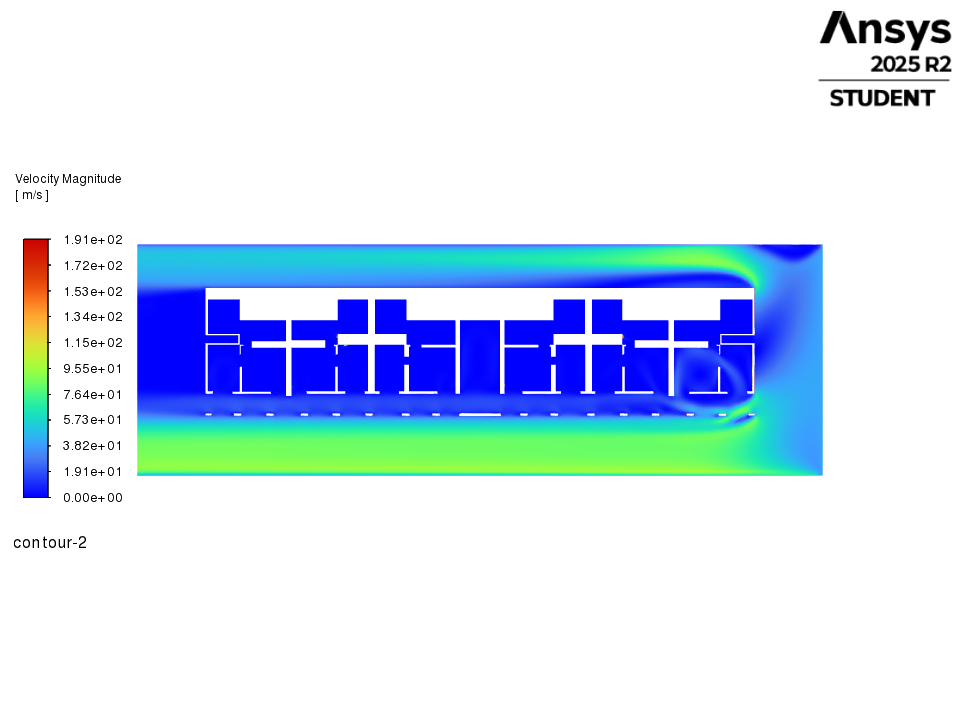 Ansys
2025 R2
STUDENT
Velocity Magnitude
[ m/s ]
1.91e+02
1.72e+02
1.53e+02
1.34e+02
1.15e+02
9.55e+01
7.64e+01
5.73e+01
3.82e+01
1.91e+01
0.00e+00
contour-2